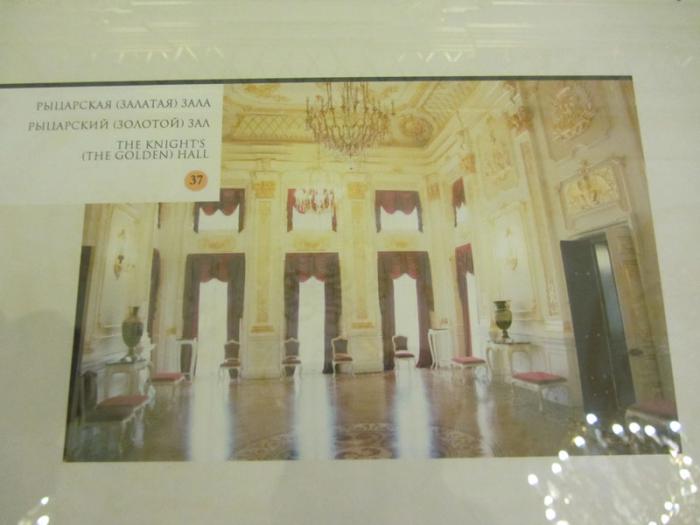 РЫЦАРСКАЯ (ЗАЛАТАЯ) ЗАЛА
РЫЦАРСКИЙ (ЗОЛОТОЙ) ЗАЛ
THE KNIGHT'S
(THE GOLDEN) HALL
37